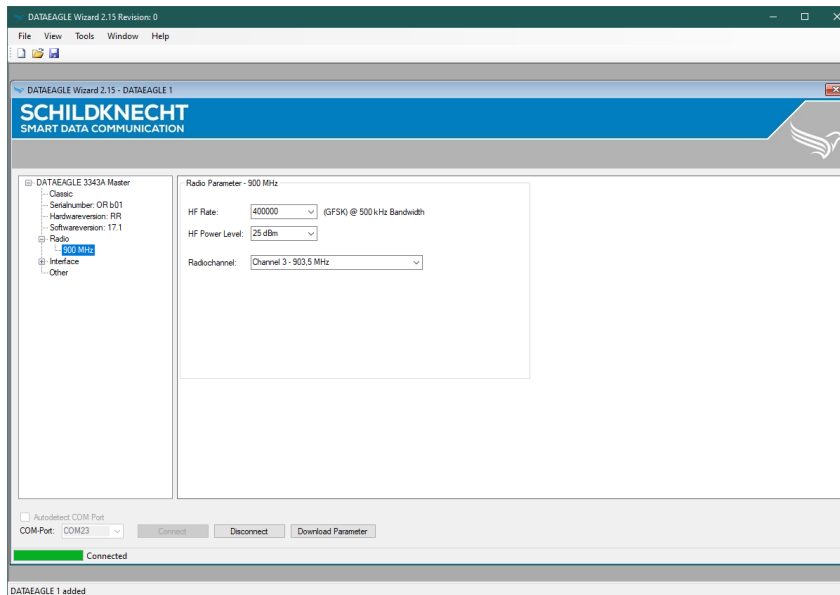 DATAEAGLE Wizard 2.15 Revision: 0
File View Tools Window Help
DATAEAGLE Wizard 2.15 - DATAEAGLE 1
SCHILDKNECHT
SMART DATA COMMUNICATION
DATAEAGLE 3343A Master
Classic
Serialnumber: OR b01
Hardwareversion: RR
Softwareversion: 17.1
Radio
900 MHz
Interface
Other
Radio Parameter - 900 MHz
HF Rate: 400000 (GFSK) @ 500 kHz Bandwidth
HF Power Level: 25 dBm
Radiochannel: Channel 3 - 903,5 MHz
Autodetect COM Port
COM-Port: COM23 Connect Disconnect Download Parameter
Connected
DATAEAGLE 1 added